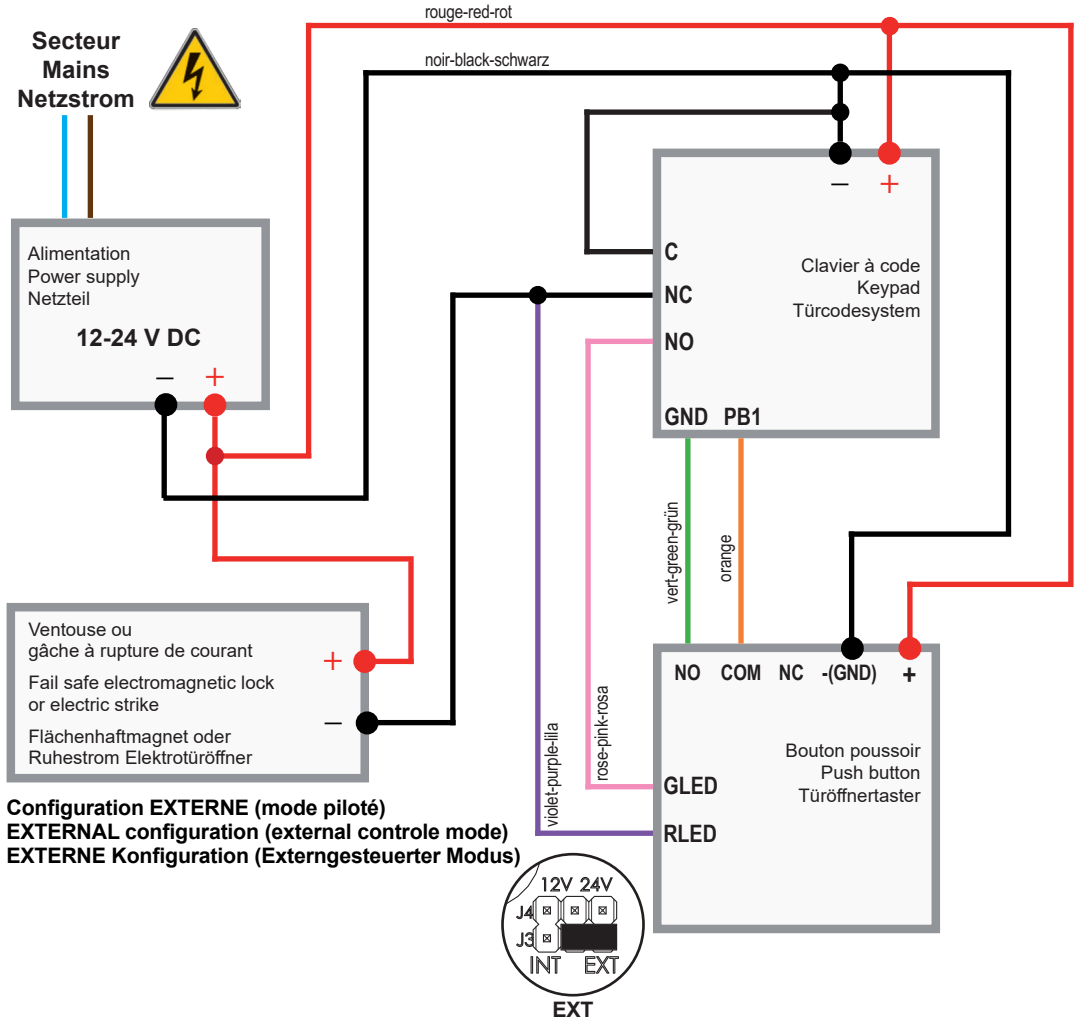 rouge-red-rot
noir-black-schwarz
Secteur
Mains
Netzstrom
Alimentation
Power supply
Netzteil
12-24 V DC
– +
– +
C
NC
NO
GND PB1
Clavier à code
Keypad
Türcodesystem
vert-green-grün
orange
rose-pink-rosa
violet-purple-lila
Ventouse ou
gâche à rupture de courant
Fail safe electromagnetic lock
or electric strike
Flächenhaftmagnet oder
Ruhestrom Elektrotüröffner
+
–
NO COM NC -(GND) +
Bouton poussoir
Push button
Türöffnertaster
GLED
RLED
Configuration EXTERNE (mode piloté)
EXTERNAL configuration (external controle mode)
EXTERNE Konfiguration (Externgesteuerter Modus)
12V 24V
J4
J3
INT EXT
EXT